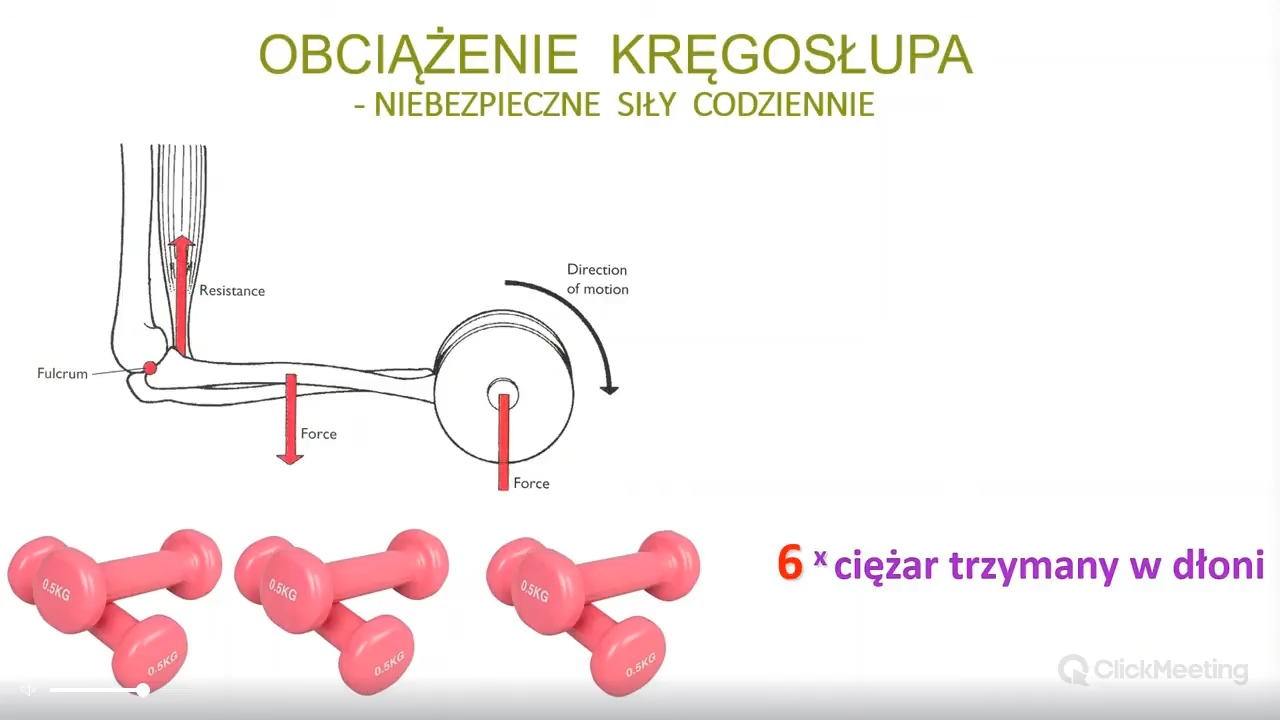 OBCIĄŻENIE KRĘGOSŁUPA
- NIEBEZPIECZNE SIŁY CODZIENNIE
Direction
of motion
Resistance
Fulcrum
Force
Force
0.5KG
0.5KG
0.5KG
0.5KG
0.5KG
0.5KG
6 x ciężar trzymany w dłoni
ClickMeeting